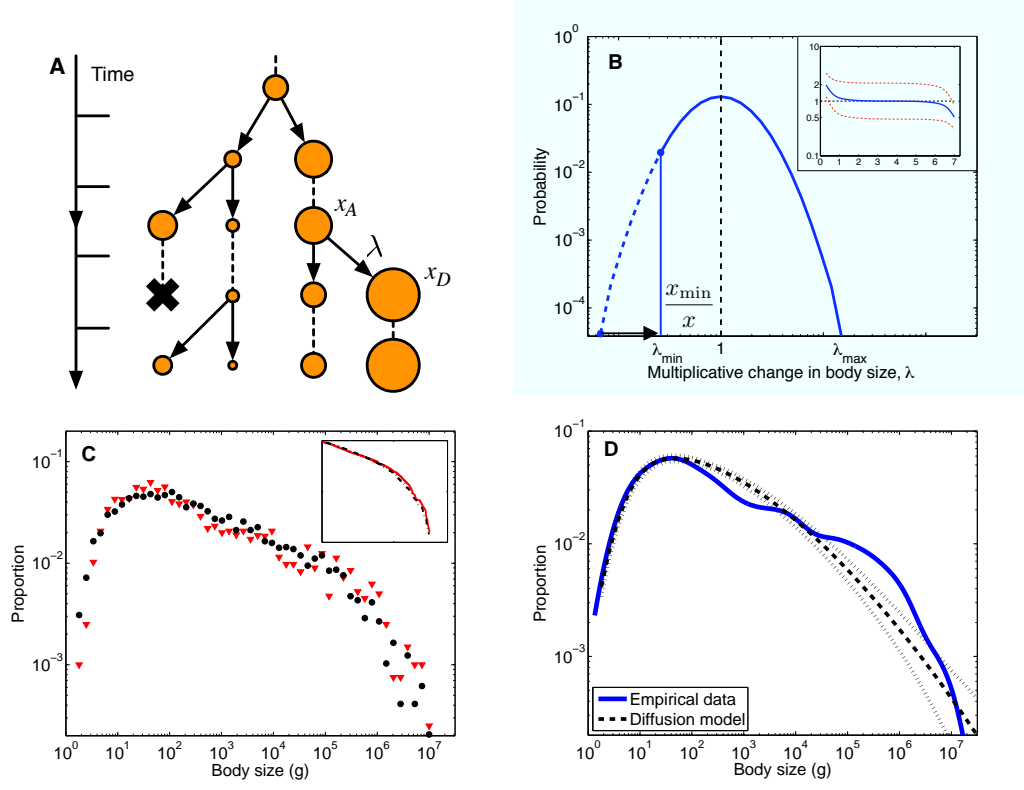 A
Time
x_A
λ
x_D
B
10^0
10^-1
10^-2
10^-3
10^-4
Probability
10
2
1
0.5
0.1
0 1 2 3 4 5 6 7
x_min
x
λ_min 1 λ_max
Multiplicative change in body size, λ
C
10^-1
10^-2
10^-3
Proportion
10^0 10^1 10^2 10^3 10^4 10^5 10^6 10^7
Body size (g)
D
10^-1
10^-2
10^-3
Proportion
Empirical data
Diffusion model
10^0 10^1 10^2 10^3 10^4 10^5 10^6 10^7
Body size (g)